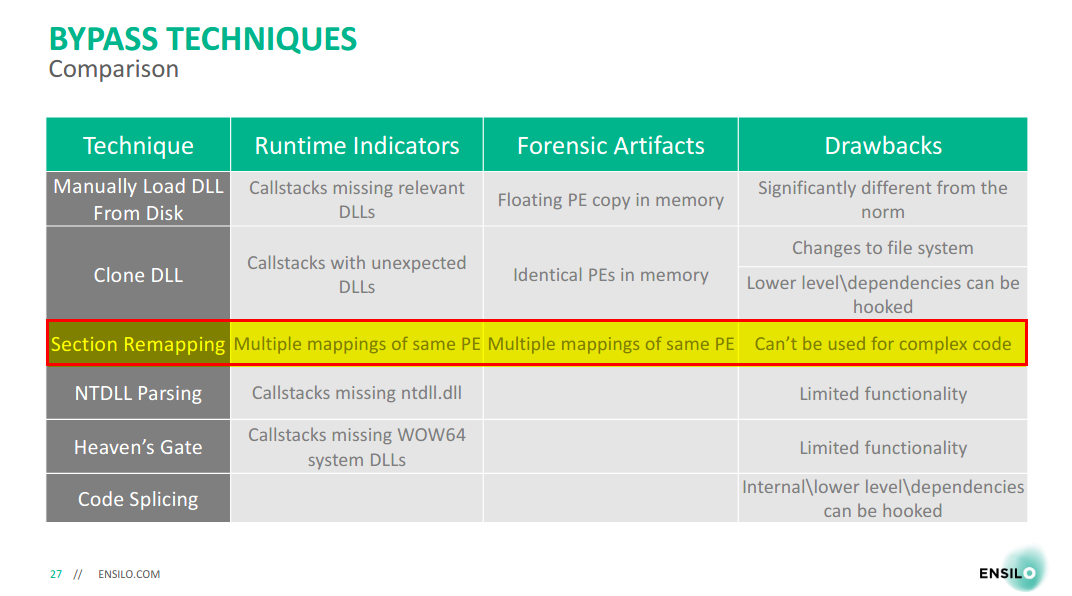 BYPASS TECHNIQUES
Comparison
Technique Runtime Indicators Forensic Artifacts Drawbacks
Manually Load DLL
From Disk
Callstacks missing relevant
DLLs
Floating PE copy in memory
Significantly different from the
norm
Clone DLL
Callstacks with unexpected
DLLs
Identical PEs in memory
Changes to file system
Lower level\dependencies can be
hooked
Section Remapping Multiple mappings of same PE Multiple mappings of same PE Can’t be used for complex code
NTDLL Parsing Callstacks missing ntdll.dll Limited functionality
Heaven’s Gate
Callstacks missing WOW64
system DLLs
Limited functionality
Code Splicing
Internal\lower level\dependencies
can be hooked
27 // ENSILO.COM
ENSILO